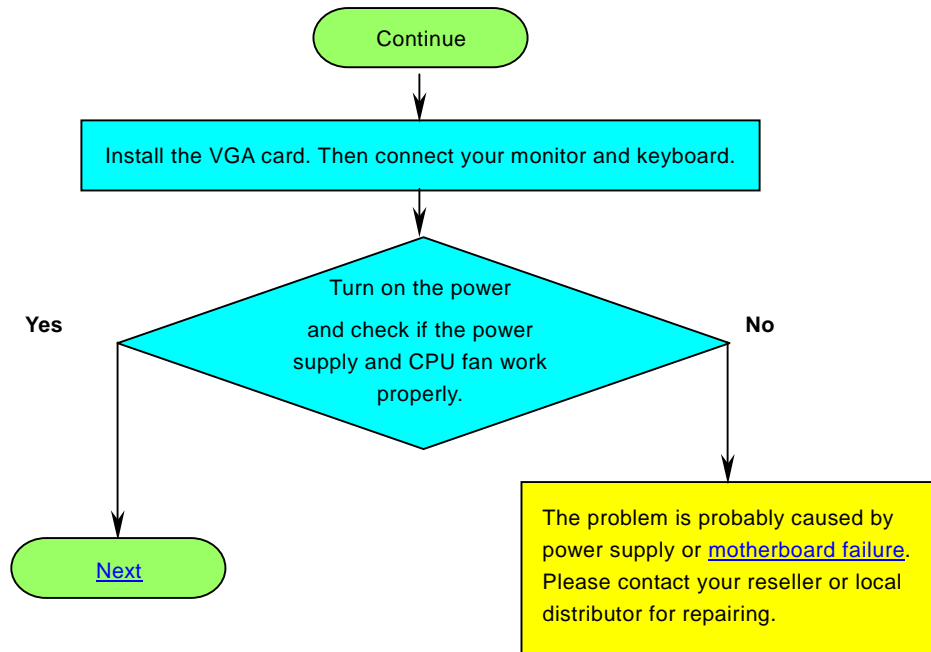 Continue
Install the VGA card. Then connect your monitor and keyboard.
Turn on the power
and check if the power
supply and CPU fan work
properly.
Yes
No
The problem is probably caused by
power supply or motherboard failure.
Please contact your reseller or local
distributor for repairing.
Next